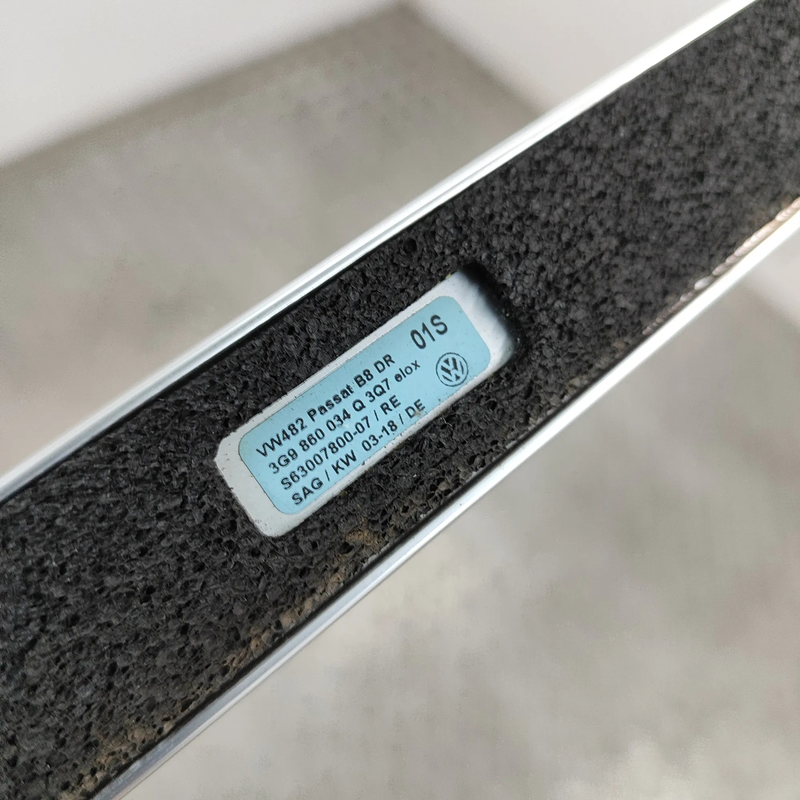 VW482 Passat B8 DR 01S
3G9 860 034 Q 3Q7 elox
S63007800-07 / RE
SAG / KW 03-18 / DE